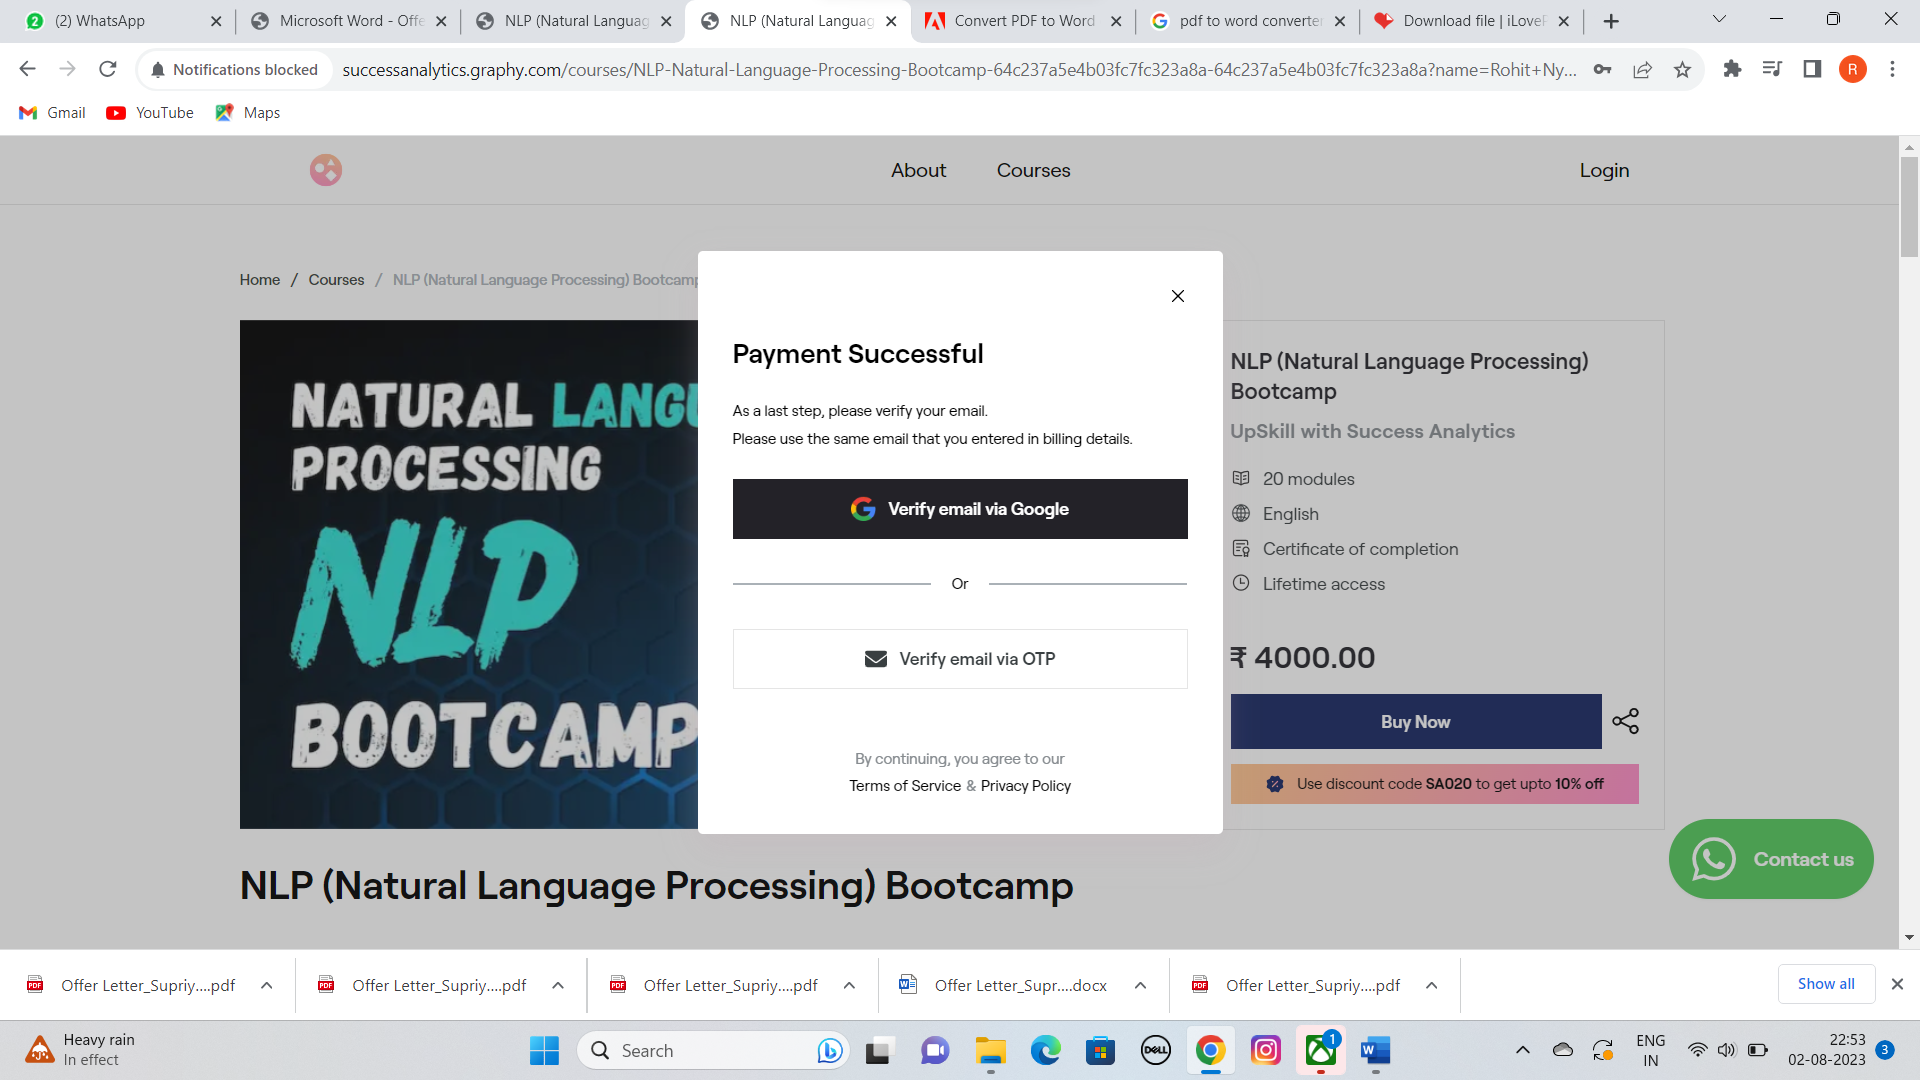 (2) WhatsApp
Microsoft Word - Offe
NLP (Natural Languag
NLP (Natural Languag
Convert PDF to Word
pdf to word converter
Download file | iLoveP
Notifications blocked
successanalytics.graphy.com/courses/NLP-Natural-Language-Processing-Bootcamp-64c237a5e4b03fc7fc323a8a-64c237a5e4b03fc7fc323a8a?name=Rohit+Ny...
R
Gmail
YouTube
Maps
About
Courses
Login
Home / Courses / NLP (Natural Language Processing) Bootcamp
NATURAL LANGU
PROCESSING
NLP
BOOTCAMP
Payment Successful
As a last step, please verify your email.
Please use the same email that you entered in billing details.
Verify email via Google
Or
Verify email via OTP
By continuing, you agree to our
Terms of Service & Privacy Policy
NLP (Natural Language Processing)
Bootcamp
UpSkill with Success Analytics
20 modules
English
Certificate of completion
Lifetime access
₹ 4000.00
Buy Now
Use discount code SA020 to get upto 10% off
Contact us
NLP (Natural Language Processing) Bootcamp
Offer Letter_Supriy....pdf
Offer Letter_Supriy....pdf
Offer Letter_Supriy....pdf
Offer Letter_Supr....docx
Offer Letter_Supriy....pdf
Show all
Heavy rain
In effect
Search
DELL
1
ENG
IN
22:53
02-08-2023
3